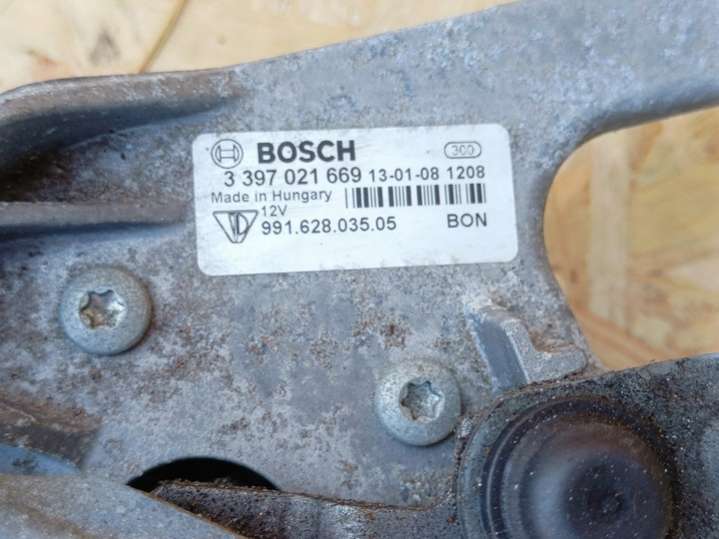 BOSCH 300
3 397 021 669 13-01-08 1208
Made in Hungary
12V
991.628.035.05 BON